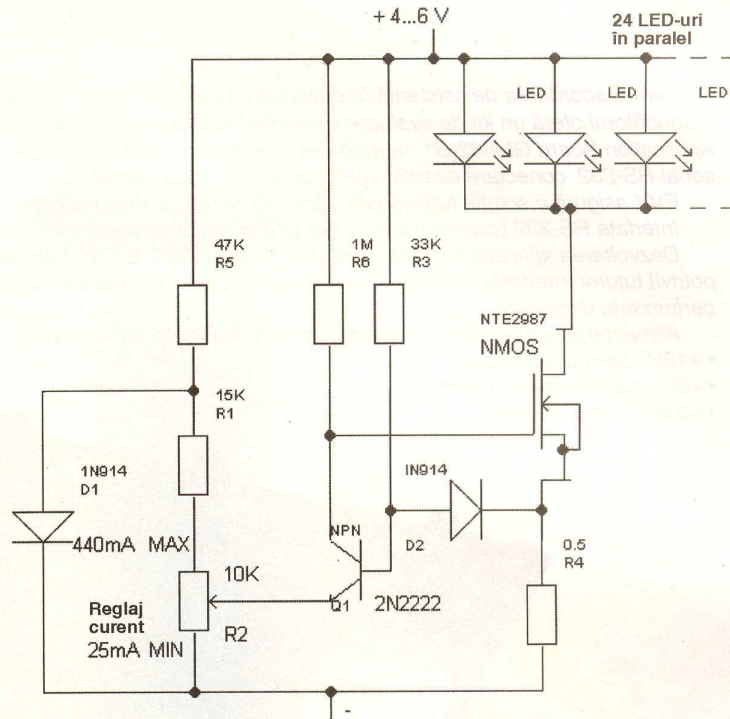 + 4...6 V
24 LED-uri
în paralel
LED
LED
LED
47K
R5
1M
R6
33K
R3
NTE2987
NMOS
15K
R1
1N914
D1
IN914
D2
440mA MAX
NPN
Q1
2N2222
0.5
R4
10K
R2
Reglaj
curent
25mA MIN
-